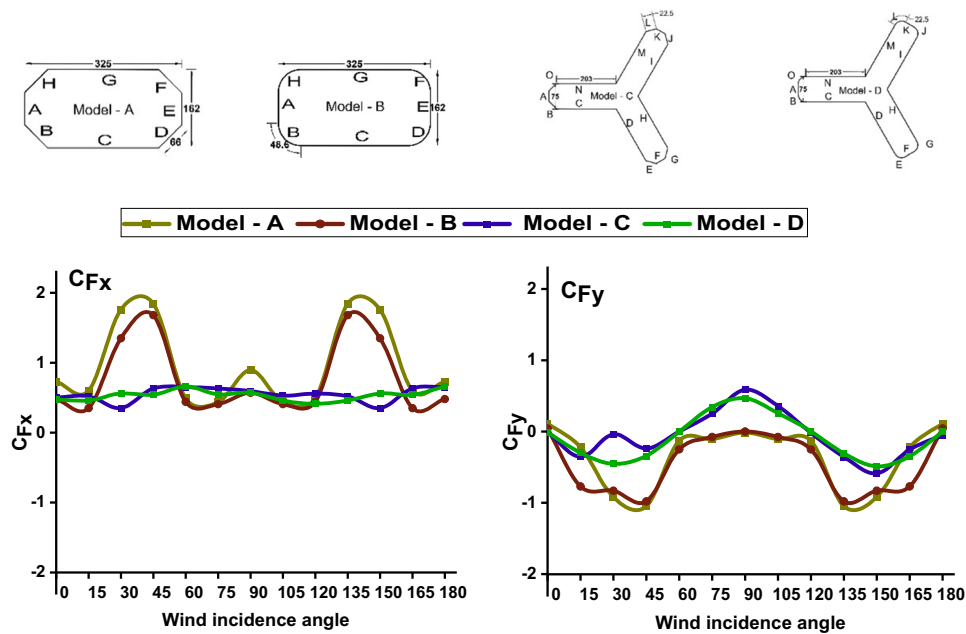 325
H G F
A Model - A E 162
B C D
66
325
H G F
A Model - B E 162
B C D
48.6
22.5
L
K J
M
I
O 203
N
A 75 Model - C
C
B
H
D
F G
E
22.5
L
K J
M
I
O 203
N
A 75 Model - D
C
B
H
D
F G
E
Model - A Model - B Model - C Model - D
CFx
2
1
0
-1
-2
CFx
0 15 30 45 60 75 90 105 120 135 150 165 180
Wind incidence angle
CFy
2
1
0
-1
-2
CFy
0 15 30 45 60 75 90 105 120 135 150 165 180
Wind incidence angle